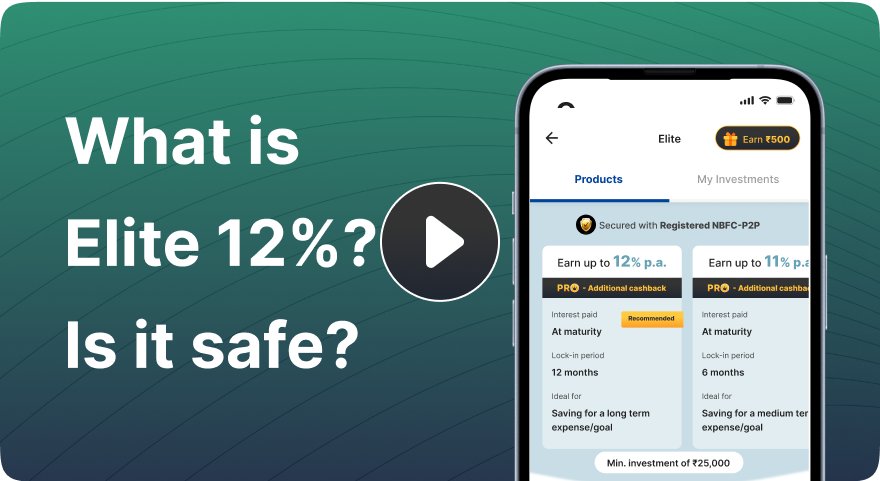 What is
Elite 12%?
Is it safe?
Elite
Earn ₹500
Products
My Investments
Secured with Registered NBFC-P2P
Earn up to 12% p.a.
PRO - Additional cashback
Interest paid
Recommended
At maturity
Lock-in period
12 months
Ideal for
Saving for a long term
expense/goal
Earn up to 11% p.a
PRO - Additional cashba
Interest paid
At maturity
Lock-in period
6 months
Ideal for
Saving for a medium ter
expense/goal
Min. investment of ₹25,000